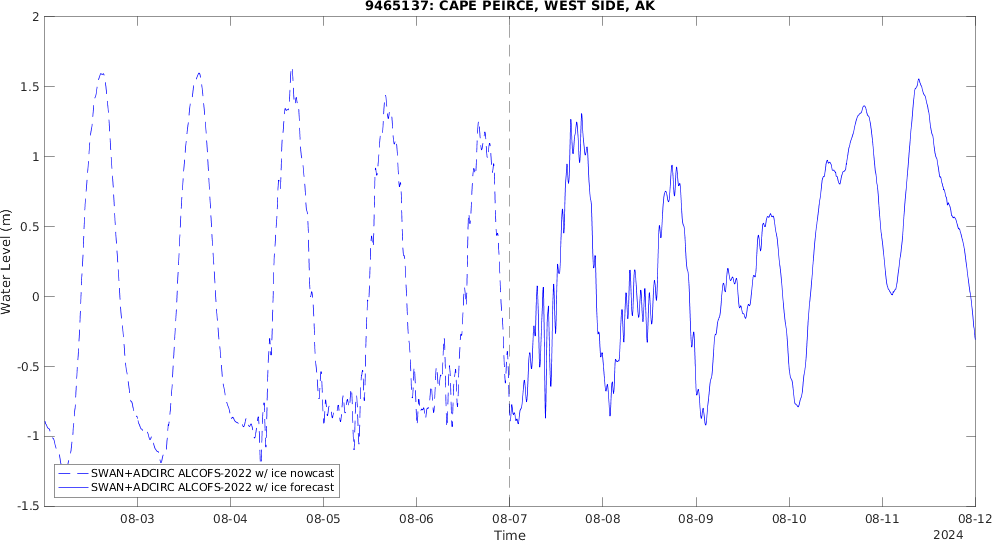 9465137: CAPE PEIRCE, WEST SIDE, AK
2
1.5
1
0.5
0
-0.5
-1
-1.5
Water Level (m)
SWAN+ADCIRC ALCOFS-2022 w/ ice nowcast
SWAN+ADCIRC ALCOFS-2022 w/ ice forecast
08-03 08-04 08-05 08-06 08-07 08-08 08-09 08-10 08-11 08-12
Time
2024